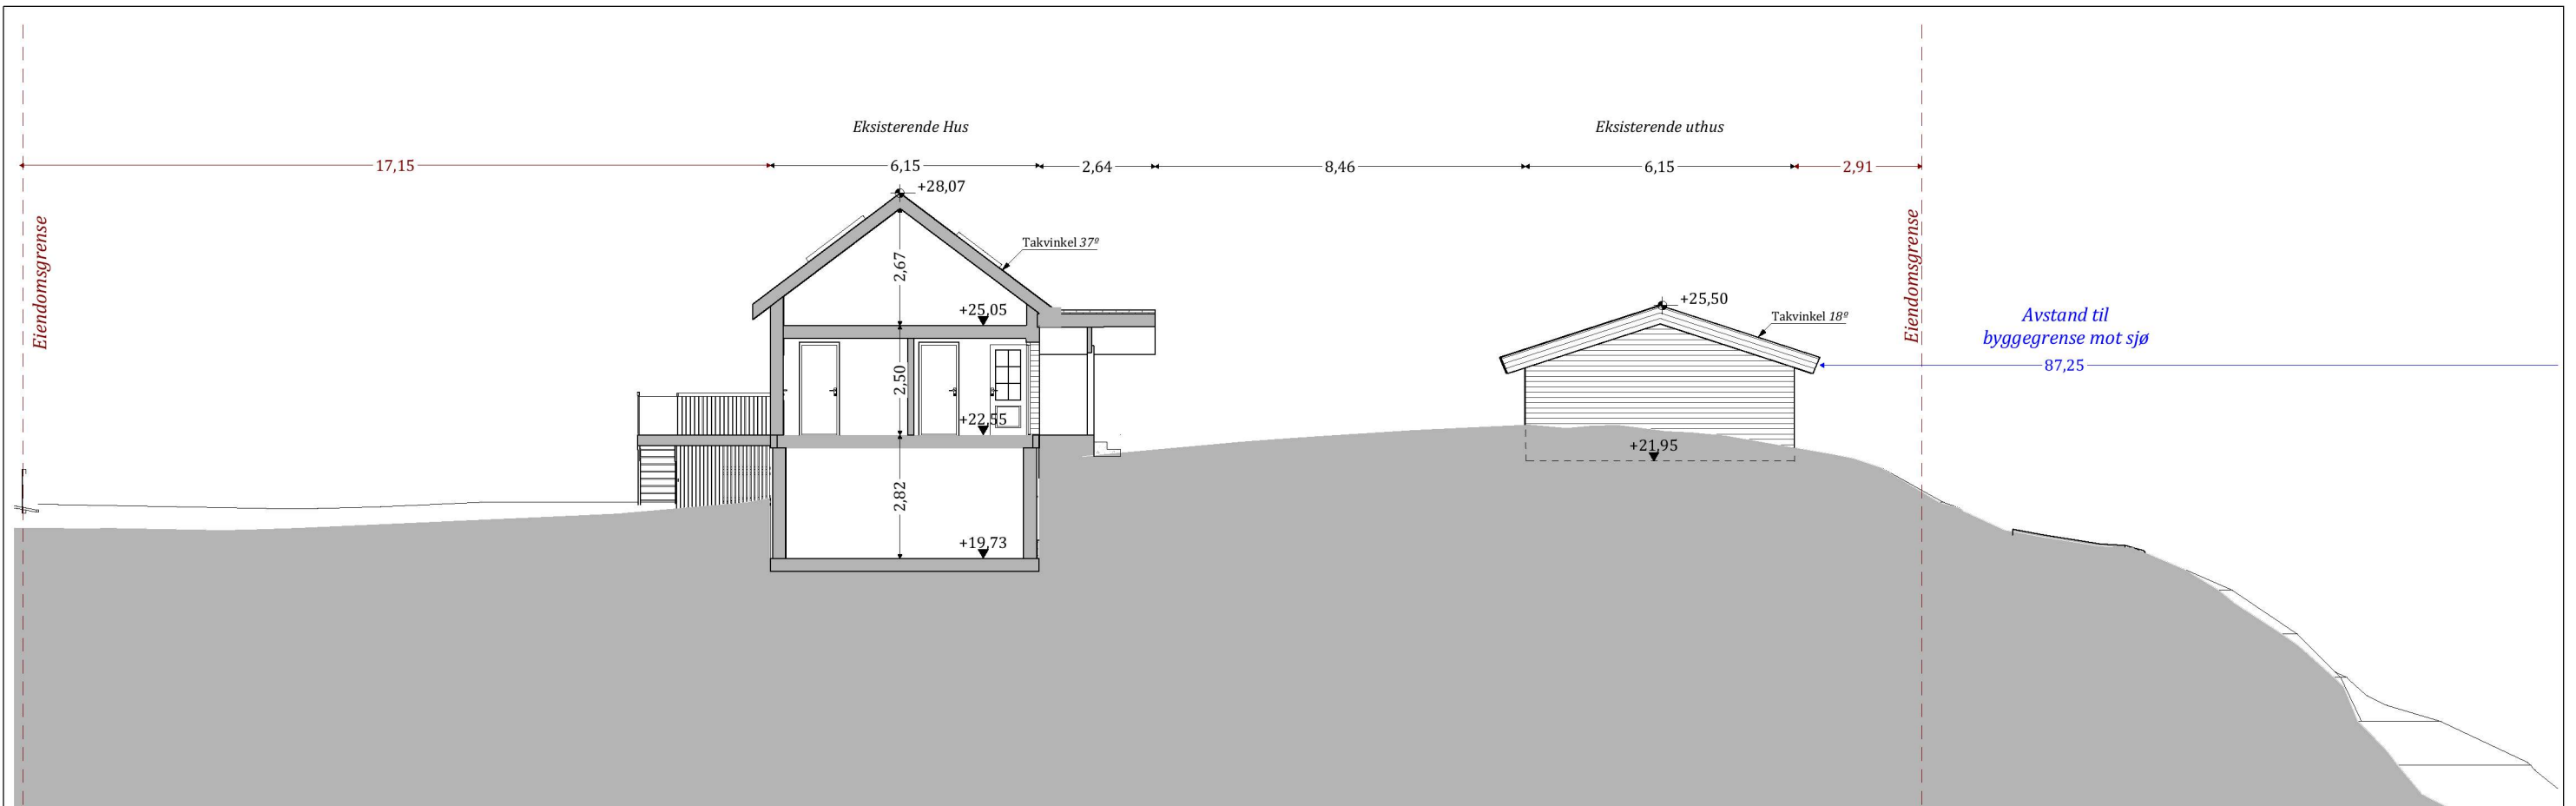 Eksisterende Hus
Eksisterende uthus
17,15
6,15
2,64
8,46
6,15
2,91
+28,07
Eiendomsgrense
Takvinkel 37º
2,67
+25,05
+25,50
Takvinkel 18º
Eiendonsgrense
Avstand til
byggegrense mot sjø
87,25
2,50
+22,55
+21,95
2,82
+19,73